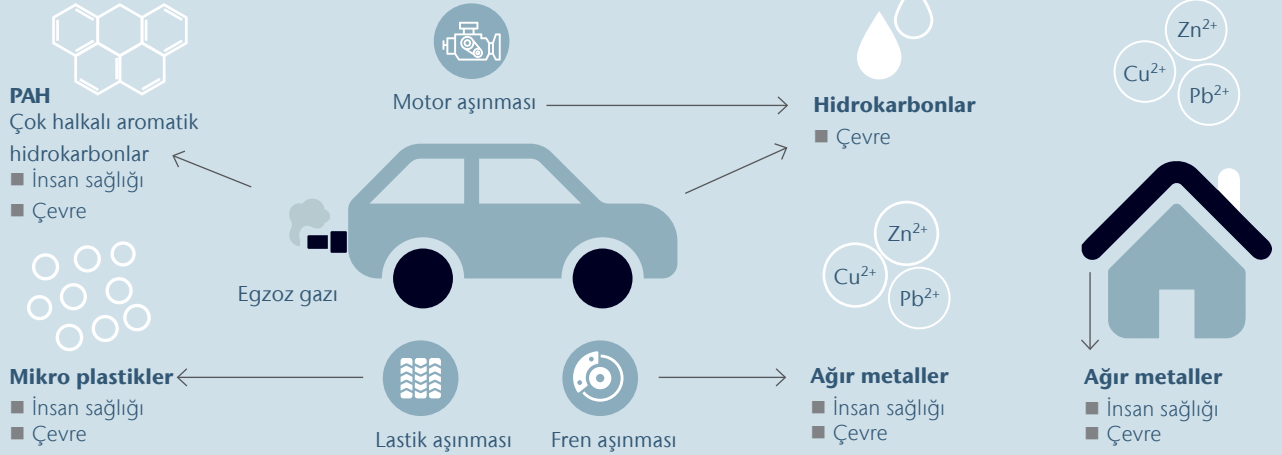 PAH
Çok halkalı aromatik
hidrokarbonlar
■ İnsan sağlığı
■ Çevre
Motor aşınması
Hidrokarbonlar
■ Çevre
Zn²⁺
Cu²⁺
Pb²⁺
Egzoz gazı
Zn²⁺
Cu²⁺
Pb²⁺
Mikro plastikler
■ İnsan sağlığı
■ Çevre
Lastik aşınması
Fren aşınması
Ağır metaller
■ İnsan sağlığı
■ Çevre
Ağır metaller
■ İnsan sağlığı
■ Çevre